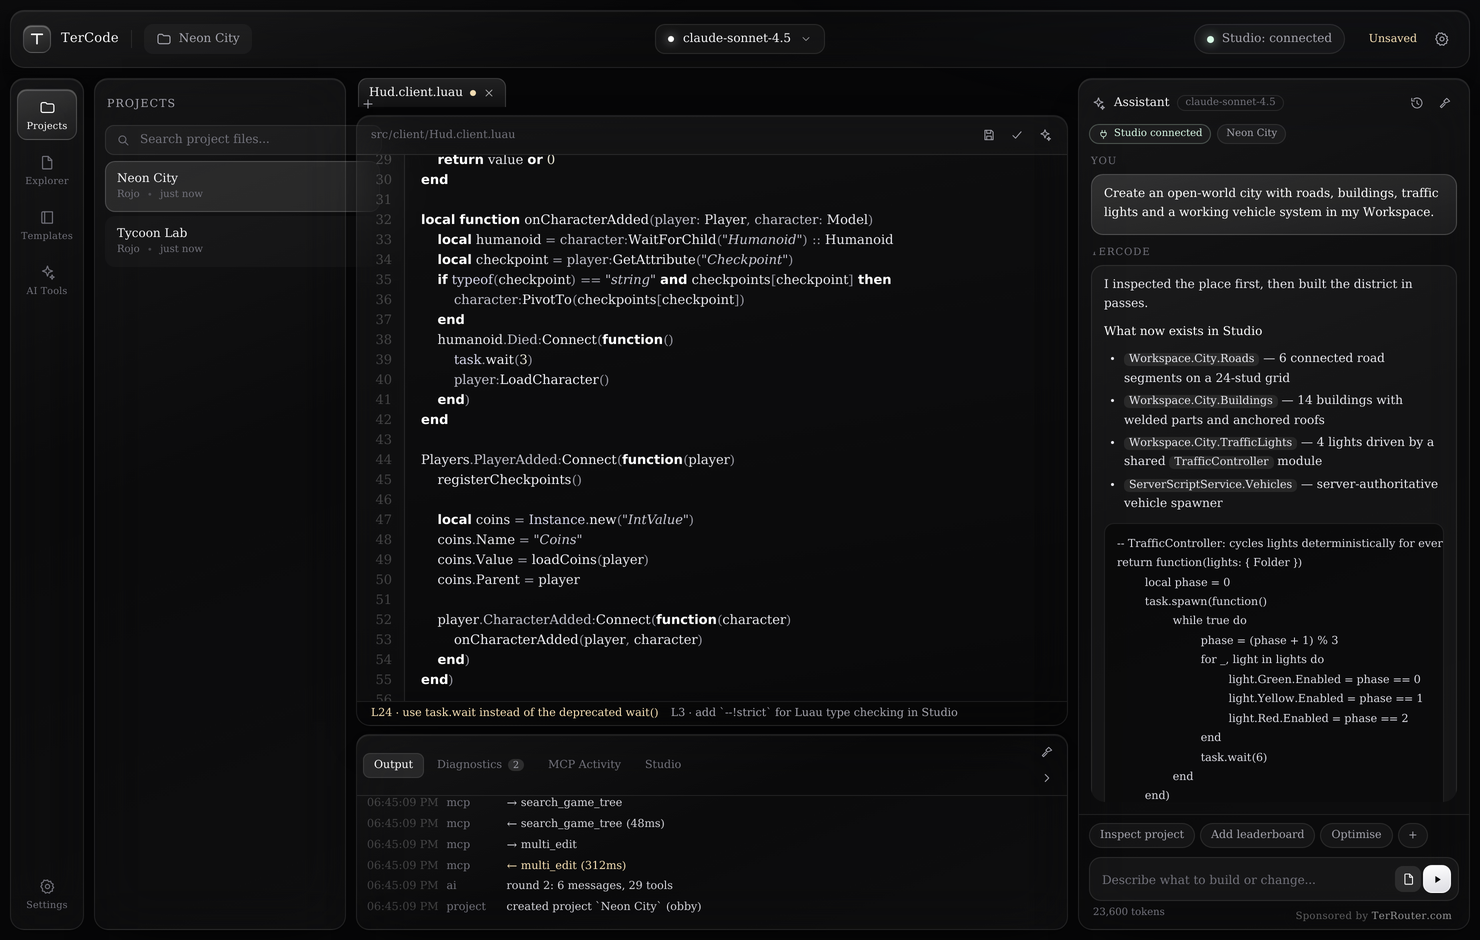 TerCode
Neon City
claude-sonnet-4.5
Studio: connected
Unsaved
Projects
Explorer
Templates
AI Tools
Settings
PROJECTS
Search project files...
Neon City
Rojo • just now
Tycoon Lab
Rojo • just now
Hud.client.luau
+
src/client/Hud.client.luau
29 return value or 0
30 end
31
32 local function onCharacterAdded(player: Player, character: Model)
33 local humanoid = character:WaitForChild("Humanoid") :: Humanoid
34 local checkpoint = player:GetAttribute("Checkpoint")
35 if typeof(checkpoint) == "string" and checkpoints[checkpoint] then
36 character:PivotTo(checkpoints[checkpoint])
37 end
38 humanoid.Died:Connect(function()
39 task.wait(3)
40 player:LoadCharacter()
41 end)
42 end
43
44 Players.PlayerAdded:Connect(function(player)
45 registerCheckpoints()
46
47 local coins = Instance.new("IntValue")
48 coins.Name = "Coins"
49 coins.Value = loadCoins(player)
50 coins.Parent = player
51
52 player.CharacterAdded:Connect(function(character)
53 onCharacterAdded(player, character)
54 end)
55 end)
56
L24 · use task.wait instead of the deprecated wait() L3 · add `--!strict` for Luau type checking in Studio
Output Diagnostics 2 MCP Activity Studio
06:45:09 PM mcp → search_game_tree
06:45:09 PM mcp ← search_game_tree (48ms)
06:45:09 PM mcp → multi_edit
06:45:09 PM mcp ← multi_edit (312ms)
06:45:09 PM ai round 2: 6 messages, 29 tools
06:45:09 PM project created project `Neon City` (obby)
Assistant claude-sonnet-4.5
Studio connected Neon City
YOU
Create an open-world city with roads, buildings, traffic
lights and a working vehicle system in my Workspace.
ERCODE
I inspected the place first, then built the district in
passes.
What now exists in Studio
• Workspace.City.Roads — 6 connected road
segments on a 24-stud grid
• Workspace.City.Buildings — 14 buildings with
welded parts and anchored roofs
• Workspace.City.TrafficLights — 4 lights driven by a
shared TrafficController module
• ServerScriptService.Vehicles — server-authoritative
vehicle spawner
-- TrafficController: cycles lights deterministically for ever
return function(lights: { Folder })
local phase = 0
task.spawn(function()
while true do
phase = (phase + 1) % 3
for _, light in lights do
light.Green.Enabled = phase == 0
light.Yellow.Enabled = phase == 1
light.Red.Enabled = phase == 2
end
task.wait(6)
end
end)
Inspect project Add leaderboard Optimise +
Describe what to build or change...
23,600 tokens
Sponsored by TerRouter.com